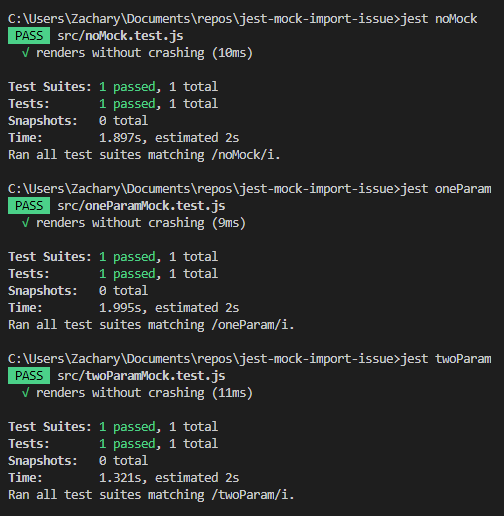 C:\Users\Zachary\Documents\repos\jest-mock-import-issue>jest noMock
PASS src/noMock.test.js
√ renders without crashing (10ms)
Test Suites: 1 passed, 1 total
Tests: 1 passed, 1 total
Snapshots: 0 total
Time: 1.897s, estimated 2s
Ran all test suites matching /noMock/i.
C:\Users\Zachary\Documents\repos\jest-mock-import-issue>jest oneParam
PASS src/oneParamMock.test.js
√ renders without crashing (9ms)
Test Suites: 1 passed, 1 total
Tests: 1 passed, 1 total
Snapshots: 0 total
Time: 1.995s, estimated 2s
Ran all test suites matching /oneParam/i.
C:\Users\Zachary\Documents\repos\jest-mock-import-issue>jest twoParam
PASS src/twoParamMock.test.js
√ renders without crashing (11ms)
Test Suites: 1 passed, 1 total
Tests: 1 passed, 1 total
Snapshots: 0 total
Time: 1.321s, estimated 2s
Ran all test suites matching /twoParam/i.